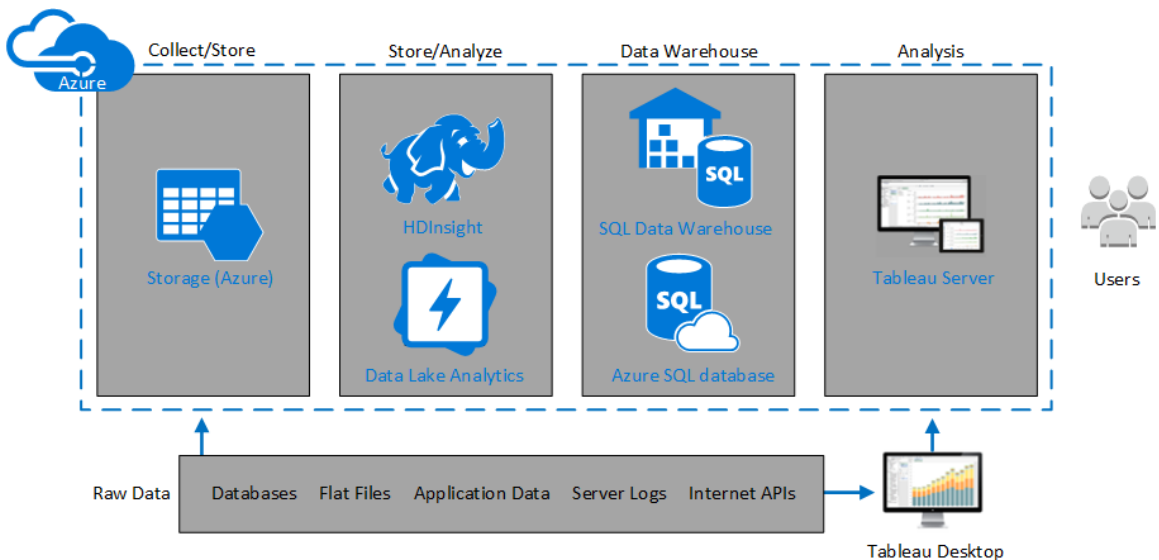 Azure
Collect/Store
Store/Analyze
Data Warehouse
Analysis
Storage (Azure)
HDInsight
Data Lake Analytics
SQL
SQL Data Warehouse
SQL
Azure SQL database
Tableau Server
Users
Raw Data
Databases
Flat Files
Application Data
Server Logs
Internet APIs
Tableau Desktop